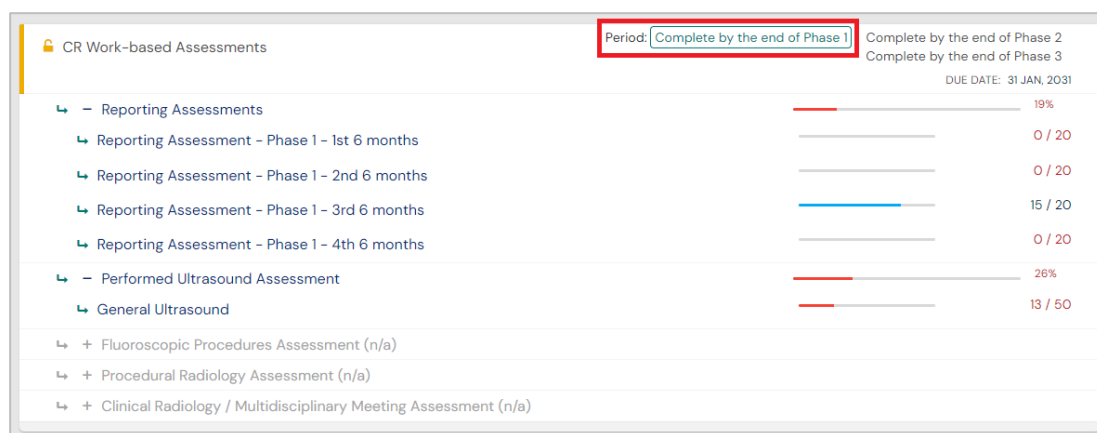 CR Work-based Assessments
Period: Complete by the end of Phase 1 Complete by the end of Phase 2
Complete by the end of Phase 3
DUE DATE: 31 JAN, 2031
− Reporting Assessments 19%
Reporting Assessment - Phase 1 - 1st 6 months 0 / 20
Reporting Assessment - Phase 1 - 2nd 6 months 0 / 20
Reporting Assessment - Phase 1 - 3rd 6 months 15 / 20
Reporting Assessment - Phase 1 - 4th 6 months 0 / 20
− Performed Ultrasound Assessment 26%
General Ultrasound 13 / 50
+ Fluoroscopic Procedures Assessment (n/a)
+ Procedural Radiology Assessment (n/a)
+ Clinical Radiology / Multidisciplinary Meeting Assessment (n/a)